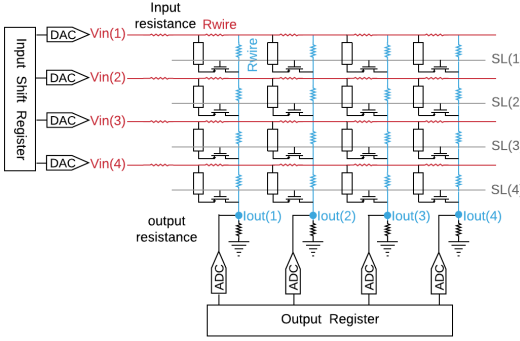 Input
resistance
Rwire
DAC Vin(1)
Rwire
SL(1
DAC Vin(2)
SL(2
Input Shift Register
DAC Vin(3)
SL(3
DAC Vin(4)
SL(4)
output
resistance
Iout(1) Iout(2) Iout(3) Iout(4)
ADC ADC ADC ADC
Output Register